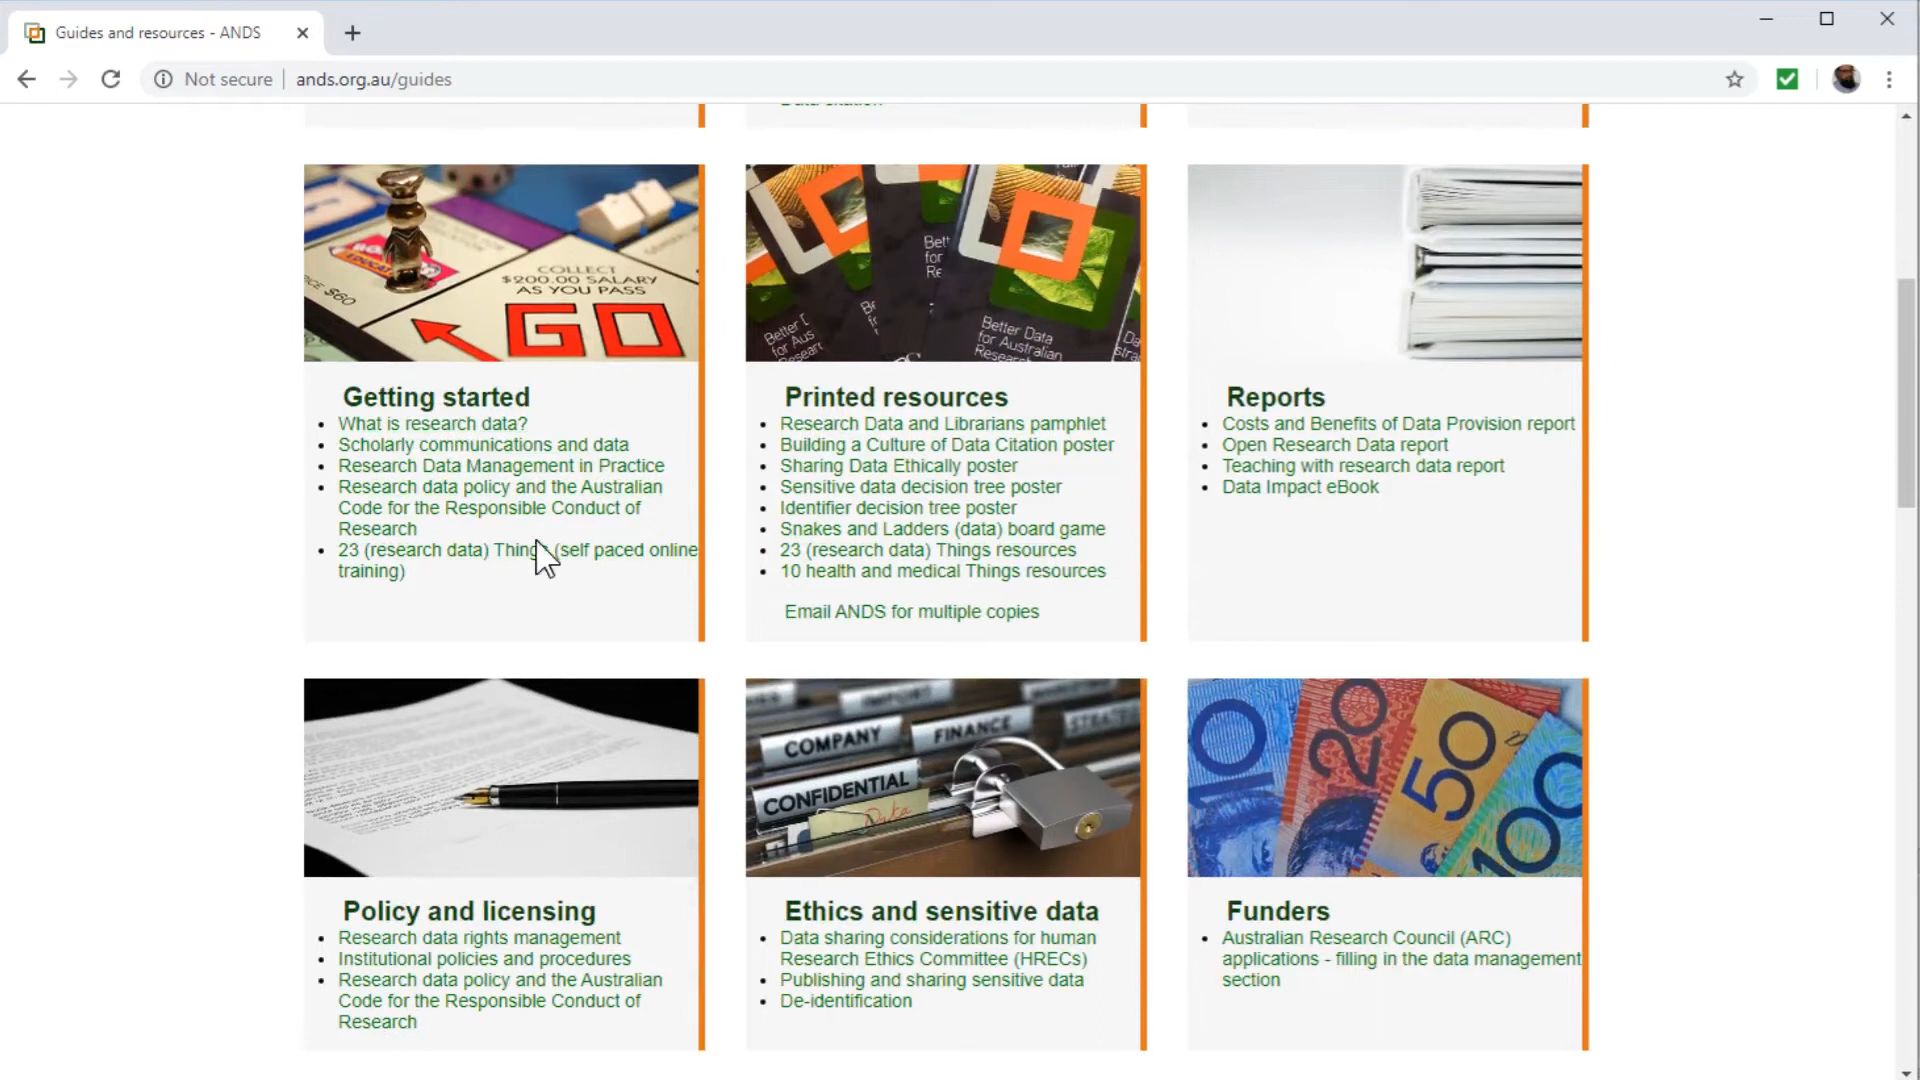 Guides and resources - ANDS
Not secure
ands.org.au/guides
COLLECT
$200.00 SALARY
AS YOU PASS
GO
$60
Better Data
for Australian
Getting started
What is research data?
Scholarly communications and data
Research Data Management in Practice
Research data policy and the Australian
Code for the Responsible Conduct of
Research
23 (research data) Things (self paced online
training)
Printed resources
Research Data and Librarians pamphlet
Building a Culture of Data Citation poster
Sharing Data Ethically poster
Sensitive data decision tree poster
Identifier decision tree poster
Snakes and Ladders (data) board game
23 (research data) Things resources
10 health and medical Things resources
Email ANDS for multiple copies
Reports
Costs and Benefits of Data Provision report
Open Research Data report
Teaching with research data report
Data Impact eBook
COMPANY
FINANCE
CONFIDENTIAL
Data
10
20
50
100
Policy and licensing
Research data rights management
Institutional policies and procedures
Research data policy and the Australian
Code for the Responsible Conduct of
Research
Ethics and sensitive data
Data sharing considerations for human
Research Ethics Committee (HRECs)
Publishing and sharing sensitive data
De-identification
Funders
Australian Research Council (ARC)
applications - filling in the data management
section